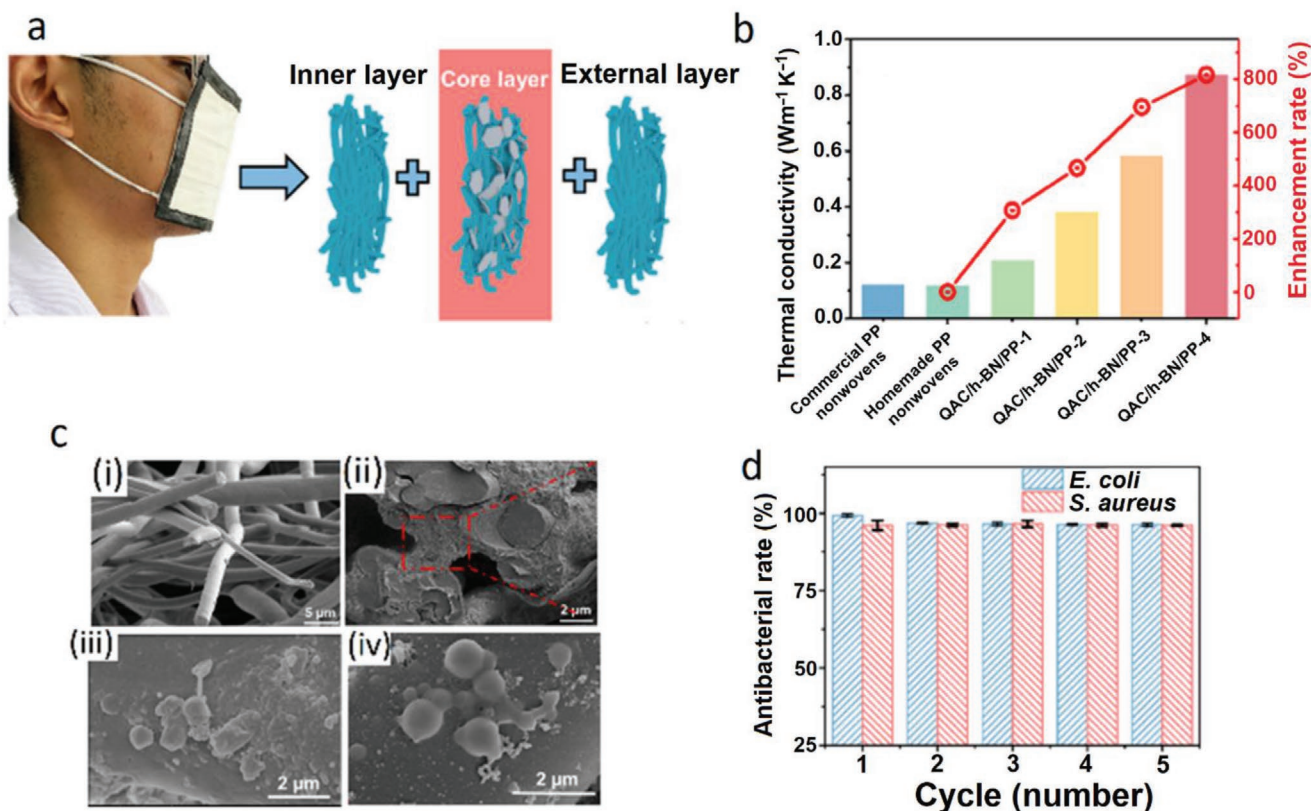 a
Inner layer
Core layer
External layer
b
Thermal conductivity (Wm⁻¹ K⁻¹)
1.0
0.8
0.6
0.4
0.2
0.0
Enhancement rate (%)
800
600
400
300
200
0
Commercial PP
nonwovens
Homemade PP
nonwovens
QAC/h-BN/PP-1
QAC/h-BN/PP-2
QAC/h-BN/PP-3
QAC/h-BN/PP-4
c
(i)
5 μm
(ii)
2 μm
(iii)
2 μm
(iv)
2 μm
d
E. coli
S. aureus
Antibacterial rate (%)
100
75
50
25
1 2 3 4 5
Cycle (number)